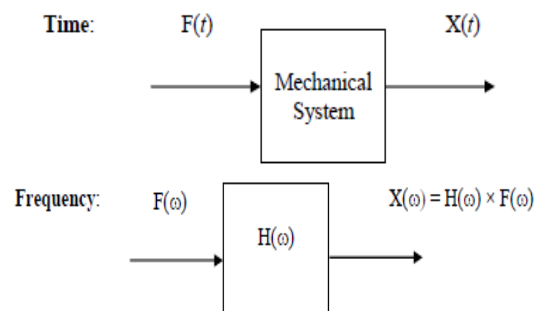 Time: F(t) X(t)
Mechanical
System
Frequency: F(ω) X(ω) = H(ω) × F(ω)
H(ω)